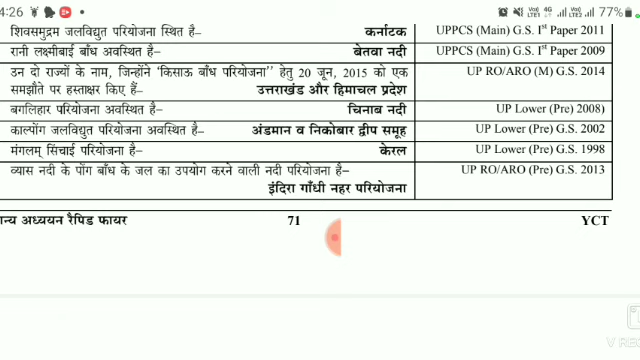 4:26 77%
शिवसमुद्रम जलविद्युत परियोजना स्थित है– कर्नाटक UPPCS (Main) G.S. Ist Paper 2011
रानी लक्ष्मीबाई बाँध अवस्थित है– बेतवा नदी UPPCS (Main) G.S. Ist Paper 2009
उन दो राज्यों के नाम, जिन्होंने ‘किसाऊ बाँध परियोजना’’ हेतु 20 जून, 2015 को एक UP RO/ARO (M) G.S. 2014
समझौते पर हस्ताक्षर किए हैं– उत्तराखंड और हिमाचल प्रदेश
बगलिहार परियोजना अवस्थित है– चिनाब नदी UP Lower (Pre) 2008)
काल्पोंग जलविद्युत परियोजना अवस्थित है– अंडमान व निकोबार द्वीप समूह UP Lower (Pre) G.S. 2002
मंगलम् सिंचाई परियोजना है– केरल UP Lower (Pre) G.S. 1998
व्यास नदी के पोंग बाँध के जल का उपयोग करने वाली नदी परियोजना है– UP RO/ARO (Pre) G.S. 2013
इंदिरा गाँधी नहर परियोजना
न्य अध्ययन रैपिड फायर 71 YCT
V REC